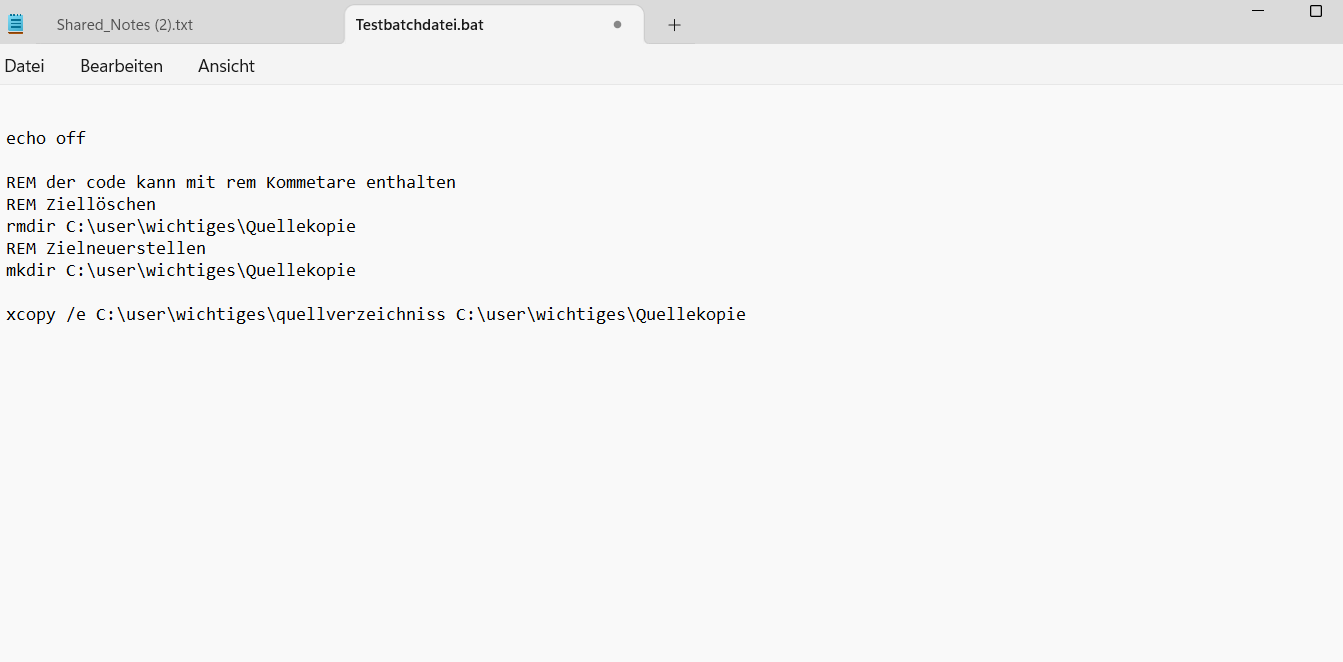 Shared_Notes (2).txt
Testbatchdatei.bat
Datei Bearbeiten Ansicht
echo off
REM der code kann mit rem Kommetare enthalten
REM Ziellöschen
rmdir C:\user\wichtiges\Quellekopie
REM Zielneuerstellen
mkdir C:\user\wichtiges\Quellekopie
xcopy /e C:\user\wichtiges\quellverzeichniss C:\user\wichtiges\Quellekopie